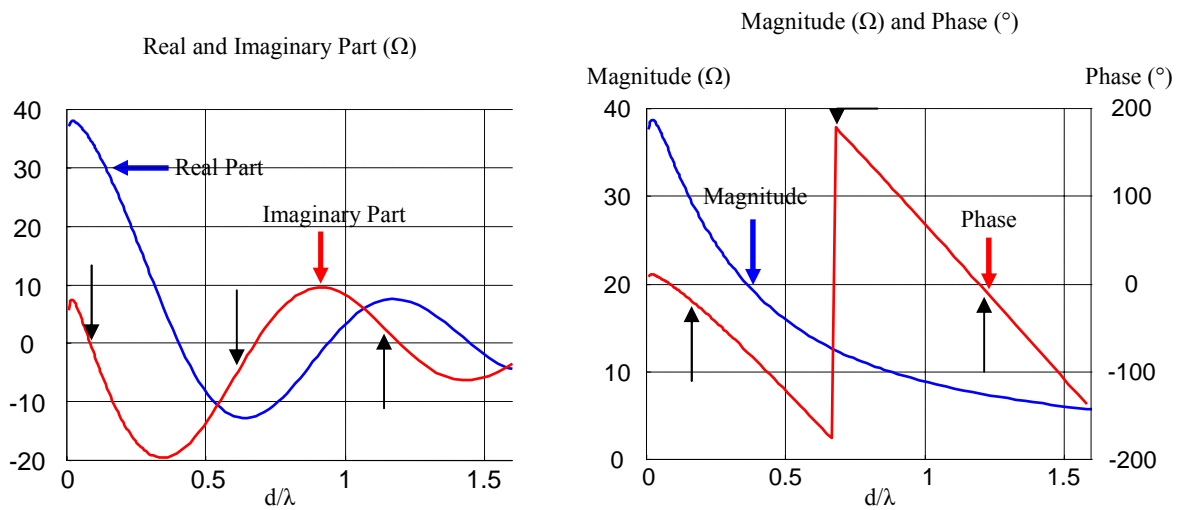 Real and Imaginary Part (Ω)
40
30
20
10
0
-10
-20
Real Part
Imaginary Part
0 0.5 1 1.5
d/λ
Magnitude (Ω) and Phase (°)
Magnitude (Ω) Phase (°)
40
30
20
10
0
200
100
0
-100
-200
Magnitude
Phase
0 0.5 1 1.5
d/λ